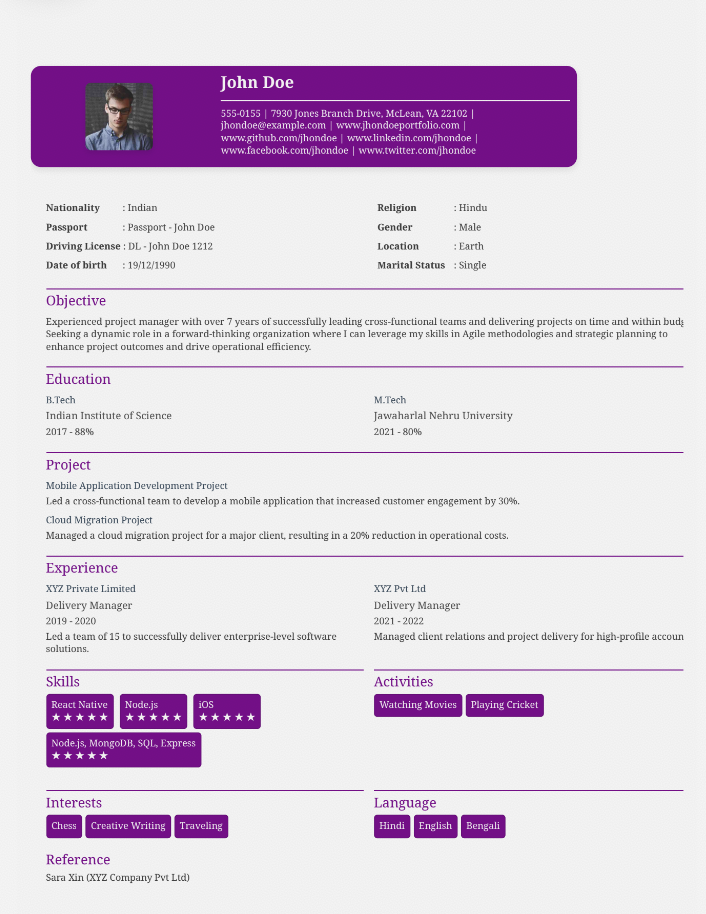 John Doe
555-0155 | 7930 Jones Branch Drive, McLean, VA 22102 |
jhondoe@example.com | www.jhondoeportfolio.com |
www.github.com/jhondoe | www.linkedin.com/jhondoe |
www.facebook.com/jhondoe | www.twitter.com/jhondoe
Nationality : Indian
Religion : Hindu
Passport : Passport - John Doe
Gender : Male
Driving License : DL - John Doe 1212
Location : Earth
Date of birth : 19/12/1990
Marital Status : Single
Objective
Experienced project manager with over 7 years of successfully leading cross-functional teams and delivering projects on time and within budg
Seeking a dynamic role in a forward-thinking organization where I can leverage my skills in Agile methodologies and strategic planning to
enhance project outcomes and drive operational efficiency.
Education
B.Tech
Indian Institute of Science
2017 - 88%
M.Tech
Jawaharlal Nehru University
2021 - 80%
Project
Mobile Application Development Project
Led a cross-functional team to develop a mobile application that increased customer engagement by 30%.
Cloud Migration Project
Managed a cloud migration project for a major client, resulting in a 20% reduction in operational costs.
Experience
XYZ Private Limited
Delivery Manager
2019 - 2020
Led a team of 15 to successfully deliver enterprise-level software
solutions.
XYZ Pvt Ltd
Delivery Manager
2021 - 2022
Managed client relations and project delivery for high-profile accoun
Skills
React Native
★★★★★
Node.js
★★★★★
iOS
★★★★★
Node.js, MongoDB, SQL, Express
★★★★★
Activities
Watching Movies
Playing Cricket
Interests
Chess
Creative Writing
Traveling
Language
Hindi
English
Bengali
Reference
Sara Xin (XYZ Company Pvt Ltd)